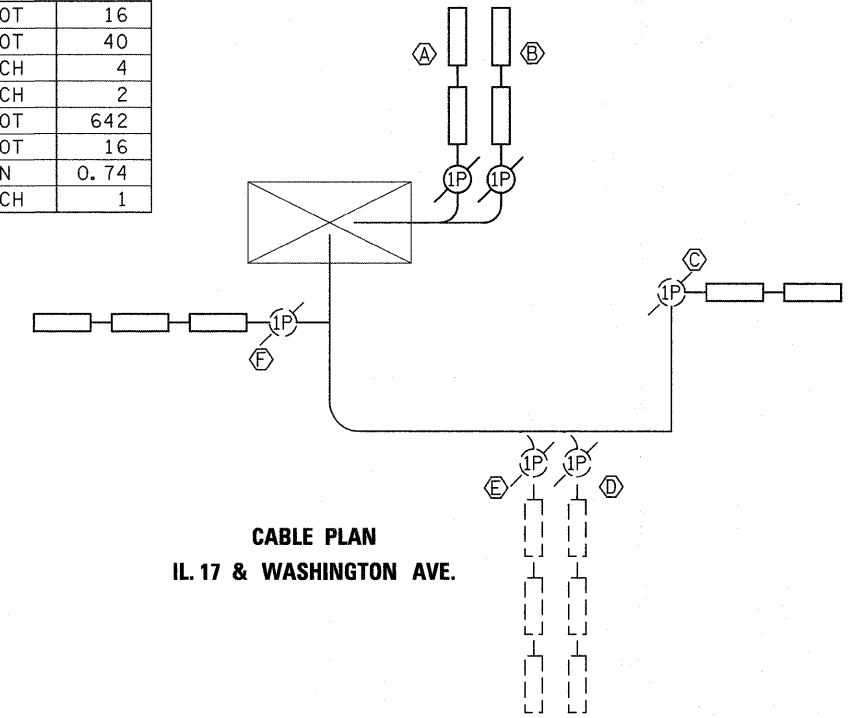 OT 16
OT 40
CH 4
CH 2
OT 642
OT 16
N 0.74
CH 1
A
B
1P 1P
C
1P
1P
F
1P 1P
E D
CABLE PLAN
IL. 17 & WASHINGTON AVE.